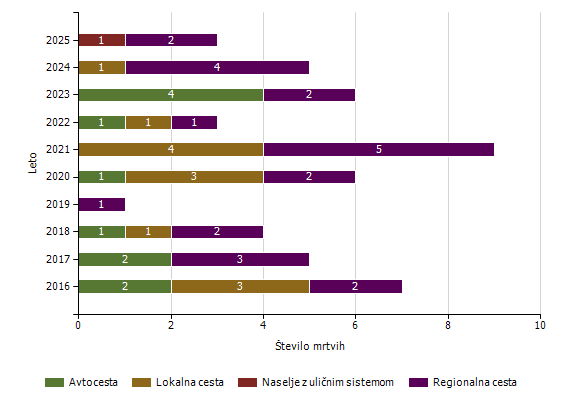 2025 1 2
2024 1 4
2023 4 2
2022 1 1 1
2021 4 5
2020 1 3 2
2019 1
2018 1 1 2
2017 2 3
2016 2 3 2
Leto
0 2 4 6 8 10
Število mrtvih
Avtocesta Lokalna cesta Naselje z uličnim sistemom Regionalna cesta